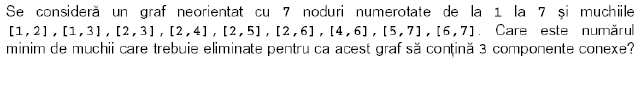 Se consideră un graf neorientat cu 7 noduri numerotate de la 1 la 7 și muchiile
[1,2],[1,3],[2,3],[2,4],[2,5],[2,6],[4,6],[5,7],[6,7]. Care este numărul
minim de muchii care trebuie eliminate pentru ca acest graf să conțină 3 componente conexe?